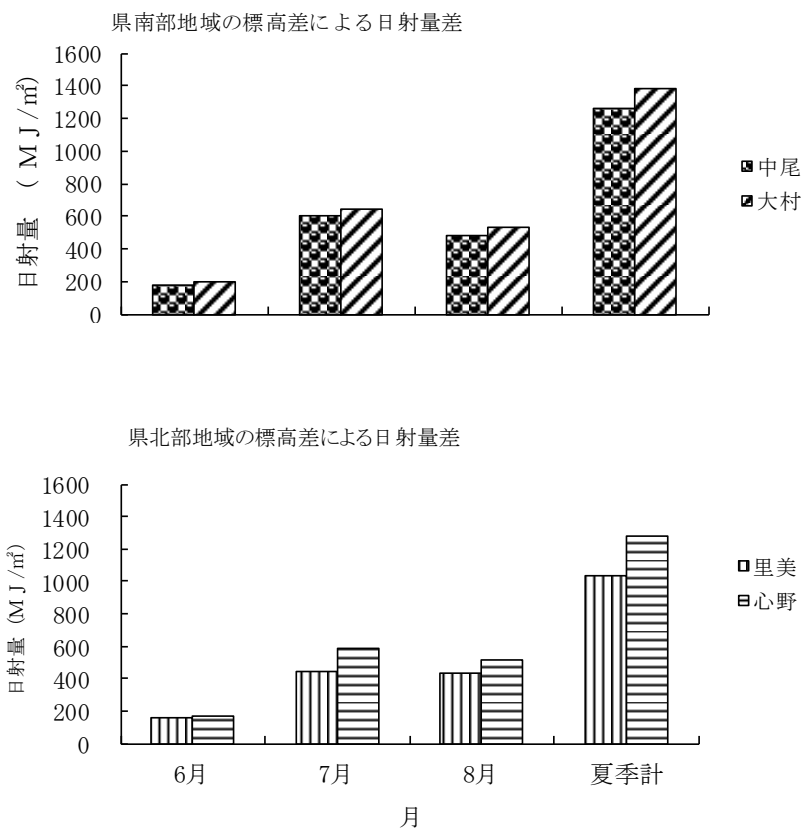 県南部地域の標高差による日射量差
日射量 (MJ/㎡)
1600
1400
1200
1000
800
600
400
200
0
中尾
大村
県北部地域の標高差による日射量差
日射量 (MJ/㎡)
1600
1400
1200
1000
800
600
400
200
0
里美
心野
6月 7月 8月 夏季計
月